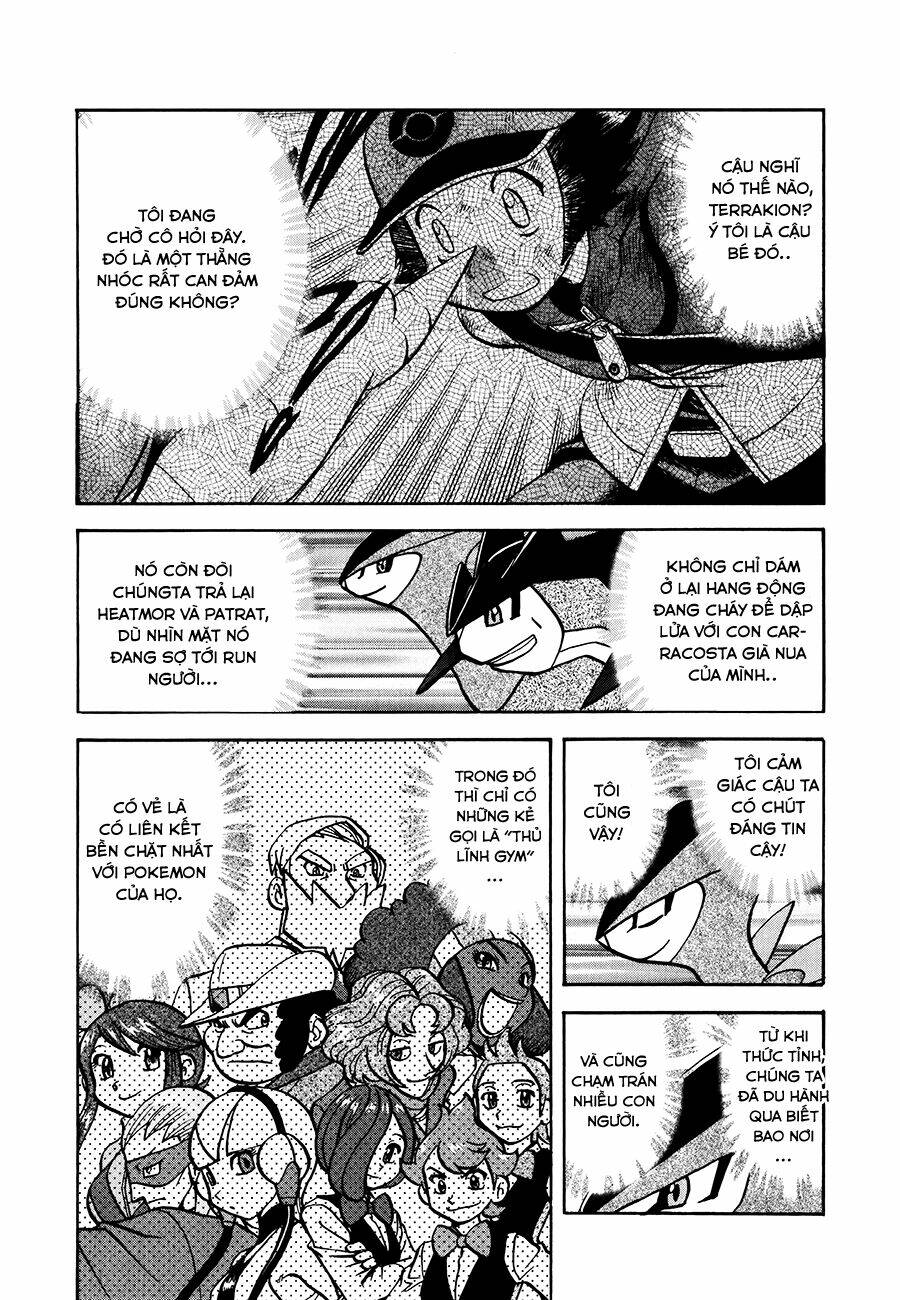 CẬU NGHĨ
NÓ THẾ NÀO,
TERRAKION?
Ý TÔI LÀ CẬU
BÉ ĐÓ..
TÔI ĐANG
CHỜ CÔ HỎI ĐÂY.
ĐÓ LÀ MỘT THẰNG
NHÓC RẤT CAN ĐẢM
ĐÚNG KHÔNG?
KHÔNG CHỈ DÁM
Ở LẠI HANG ĐỘNG
ĐANG CHÁY ĐỂ DẬP
LỬA VỚI CON CAR-
RACOSTA GIÀ NUA
CỦA MÌNH..
NÓ CÒN ĐÒI
CHÚNGTA TRẢ LẠI
HEATMOR VÀ PATRAT,
DÙ NHÌN MẶT NÓ
ĐANG SỢ TỚI RUN
NGƯỜI...
TÔI CẢM
GIÁC CẬU TA
CÓ CHÚT
ĐÁNG TIN
CẬY!
TÔI
CŨNG
VẬY!
TỪ KHI
THỨC TỈNH,
CHÚNG TA
ĐÃ DU HÀNH
QUA BIẾT
BAO NƠI
...
VÀ CŨNG
CHẠM TRÁN
NHIỀU CON
NGƯỜI.
TRONG ĐÓ
THÌ CHỈ CÓ
NHỮNG KẺ
GỌI LÀ "THỦ
LĨNH GYM"
...
CÓ VẺ LÀ
CÓ LIÊN KẾT
BỀN CHẶT NHẤT
VỚI POKEMON
CỦA HỌ.